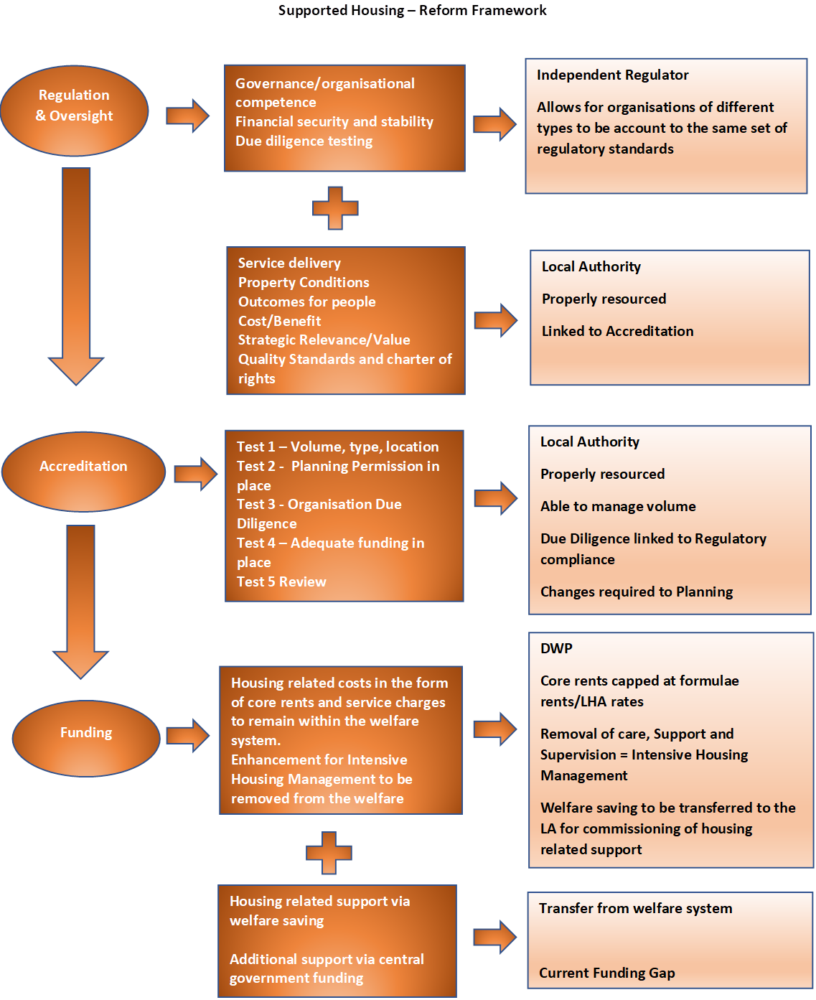 Supported Housing – Reform Framework
Regulation
& Oversight
Governance/organisational
competence
Financial security and stability
Due diligence testing
Independent Regulator
Allows for organisations of different
types to be account to the same set of
regulatory standards
Service delivery
Property Conditions
Outcomes for people
Cost/Benefit
Strategic Relevance/Value
Quality Standards and charter of
rights
Local Authority
Properly resourced
Linked to Accreditation
Accreditation
Test 1 – Volume, type, location
Test 2 -  Planning Permission in
place
Test 3 - Organisation Due
Diligence
Test 4 – Adequate funding in
place
Test 5 Review
Local Authority
Properly resourced
Able to manage volume
Due Diligence linked to Regulatory
compliance
Changes required to Planning
Funding
Housing related costs in the form
of core rents and service charges
to remain within the welfare
system.
Enhancement for Intensive
Housing Management to be
removed from the welfare
DWP
Core rents capped at formulae
rents/LHA rates
Removal of care, Support and
Supervision = Intensive Housing
Management
Welfare saving to be transferred to the
LA for commissioning of housing
related support
Housing related support via
welfare saving
Additional support via central
government funding
Transfer from welfare system
Current Funding Gap